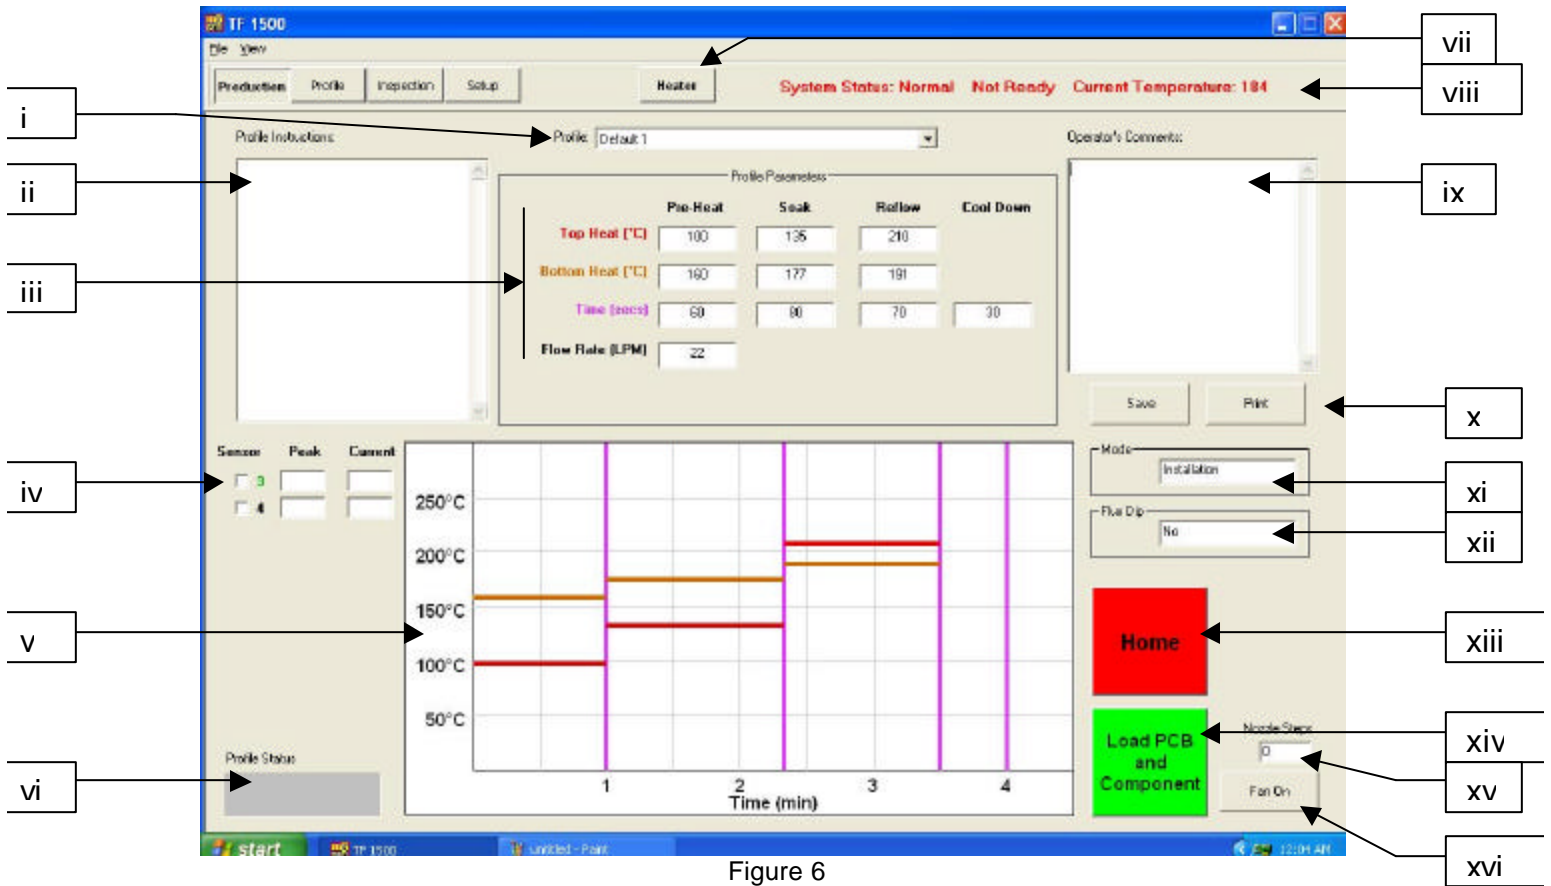 TF 1500
File View
Production Profile Inspection Setup Heater System Status: Normal Not Ready Current Temperature: 184
vii
viii
i
Profile Instructions: Profile: Default 1 Operator's Comments:
ii
ix
Profile Parameters
Pre-Heat Soak Reflow Cool Down
Top Heat (°C) 100 135 210
iii
Bottom Heat (°C) 160 177 191
Time (secs) 60 80 70 30
Flow Rate (LPM) 22
Save Print
x
Sensor Peak Current
3
4
iv
Mode
Installation
xi
Flux Dip
No
xii
250°C
200°C
150°C
100°C
50°C
v
1 2 3 4
Time (min)
Home
xiii
Load PCB
and
Component
xiv
Nozzle Steps
0
xv
Fan On
xvi
Profile Status
vi
start TF 1500 untitled - Paint 12:04 AM
Figure 6